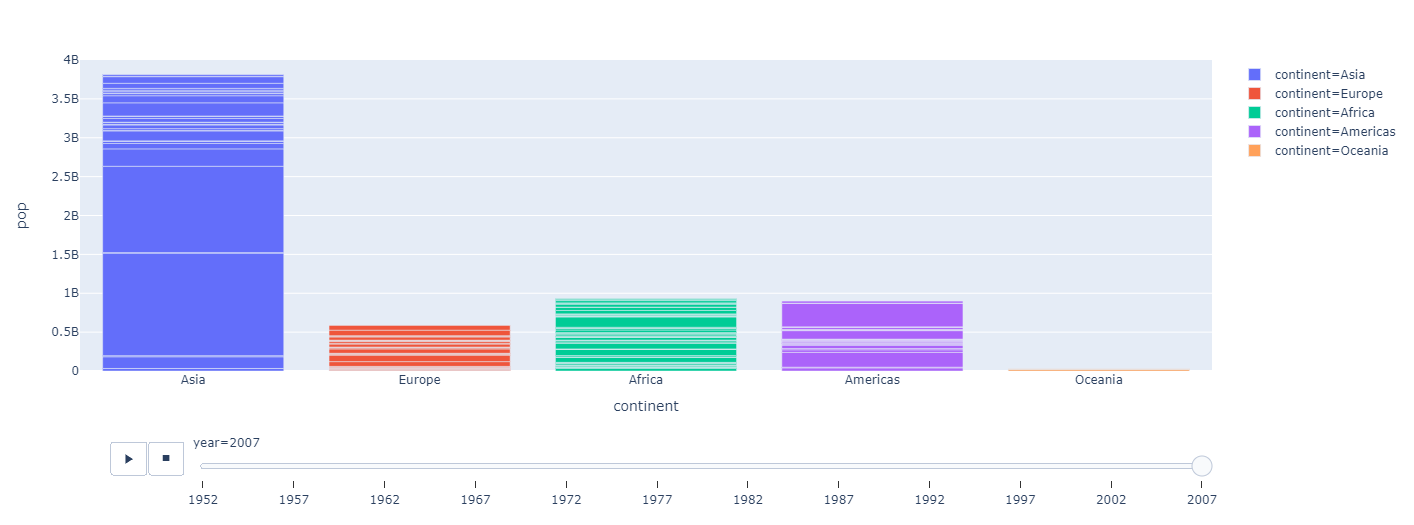 4B
3.5B
3B
2.5B
2B
1.5B
1B
0.5B
0
pop
Asia Europe Africa Americas Oceania
continent
continent=Asia
continent=Europe
continent=Africa
continent=Americas
continent=Oceania
year=2007
1952 1957 1962 1967 1972 1977 1982 1987 1992 1997 2002 2007